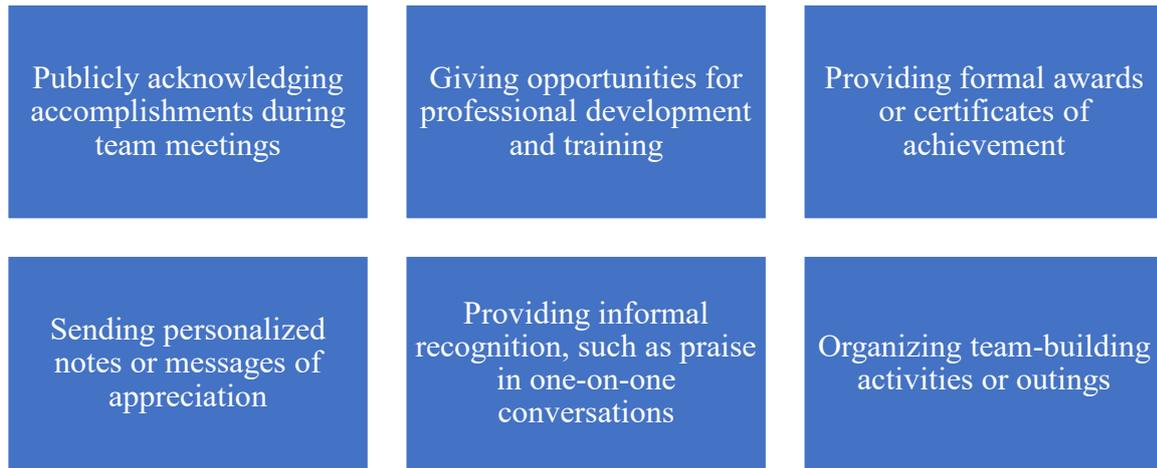 Publicly acknowledging
accomplishments during
team meetings
Giving opportunities for
professional development
and training
Providing formal awards
or certificates of
achievement
Sending personalized
notes or messages of
appreciation
Providing informal
recognition, such as praise
in one-on-one
conversations
Organizing team-building
activities or outings